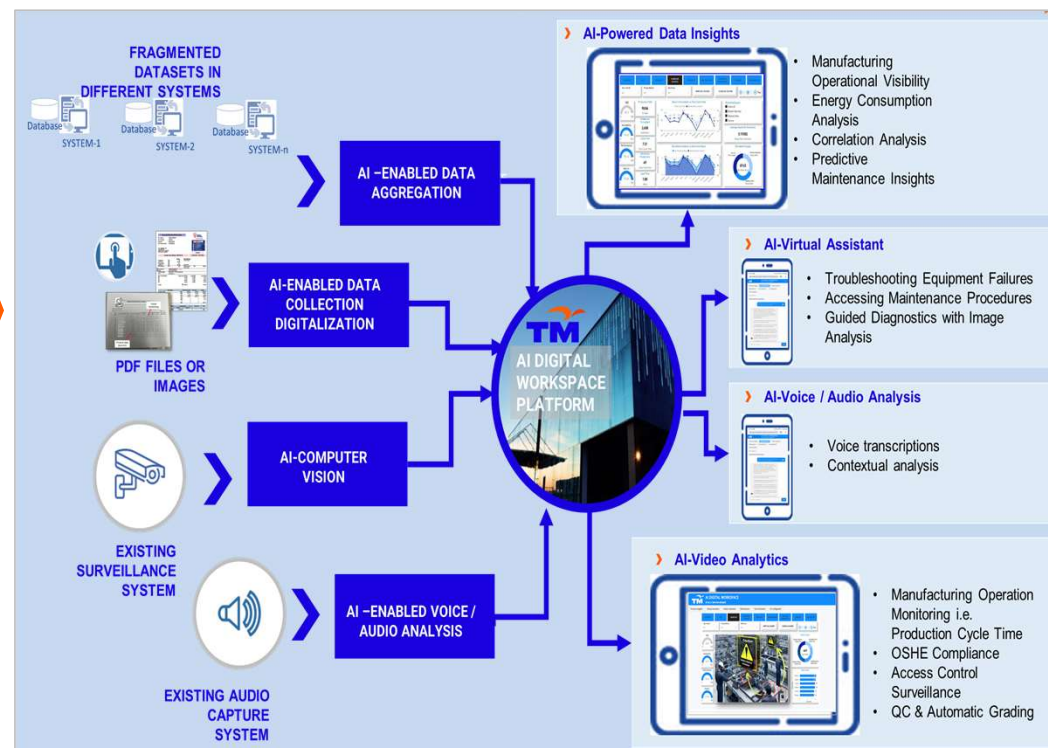 FRAGMENTED
DATASETS IN
DIFFERENT SYSTEMS
Database
SYSTEM-1
Database
SYSTEM-2
Database
SYSTEM-n
AI –ENABLED DATA
AGGREGATION
AI-ENABLED DATA
COLLECTION
DIGITALIZATION
PDF FILES OR
IMAGES
AI-COMPUTER
VISION
EXISTING
SURVEILLANCE
SYSTEM
AI –ENABLED VOICE /
AUDIO ANALYSIS
EXISTING AUDIO
CAPTURE
SYSTEM
TM
AI DIGITAL
WORKSPACE
PLATFORM
AI-Powered Data Insights
• Manufacturing
Operational Visibility
• Energy Consumption
Analysis
• Correlation Analysis
• Predictive
Maintenance Insights
AI-Virtual Assistant
• Troubleshooting Equipment Failures
• Accessing Maintenance Procedures
• Guided Diagnostics with Image
Analysis
AI-Voice / Audio Analysis
• Voice transcriptions
• Contextual analysis
AI-Video Analytics
TM
AI DIGITAL WORKSPACE
• Manufacturing Operation
Monitoring i.e.
Production Cycle Time
• OSHE Compliance
• Access Control
Surveillance
• QC & Automatic Grading